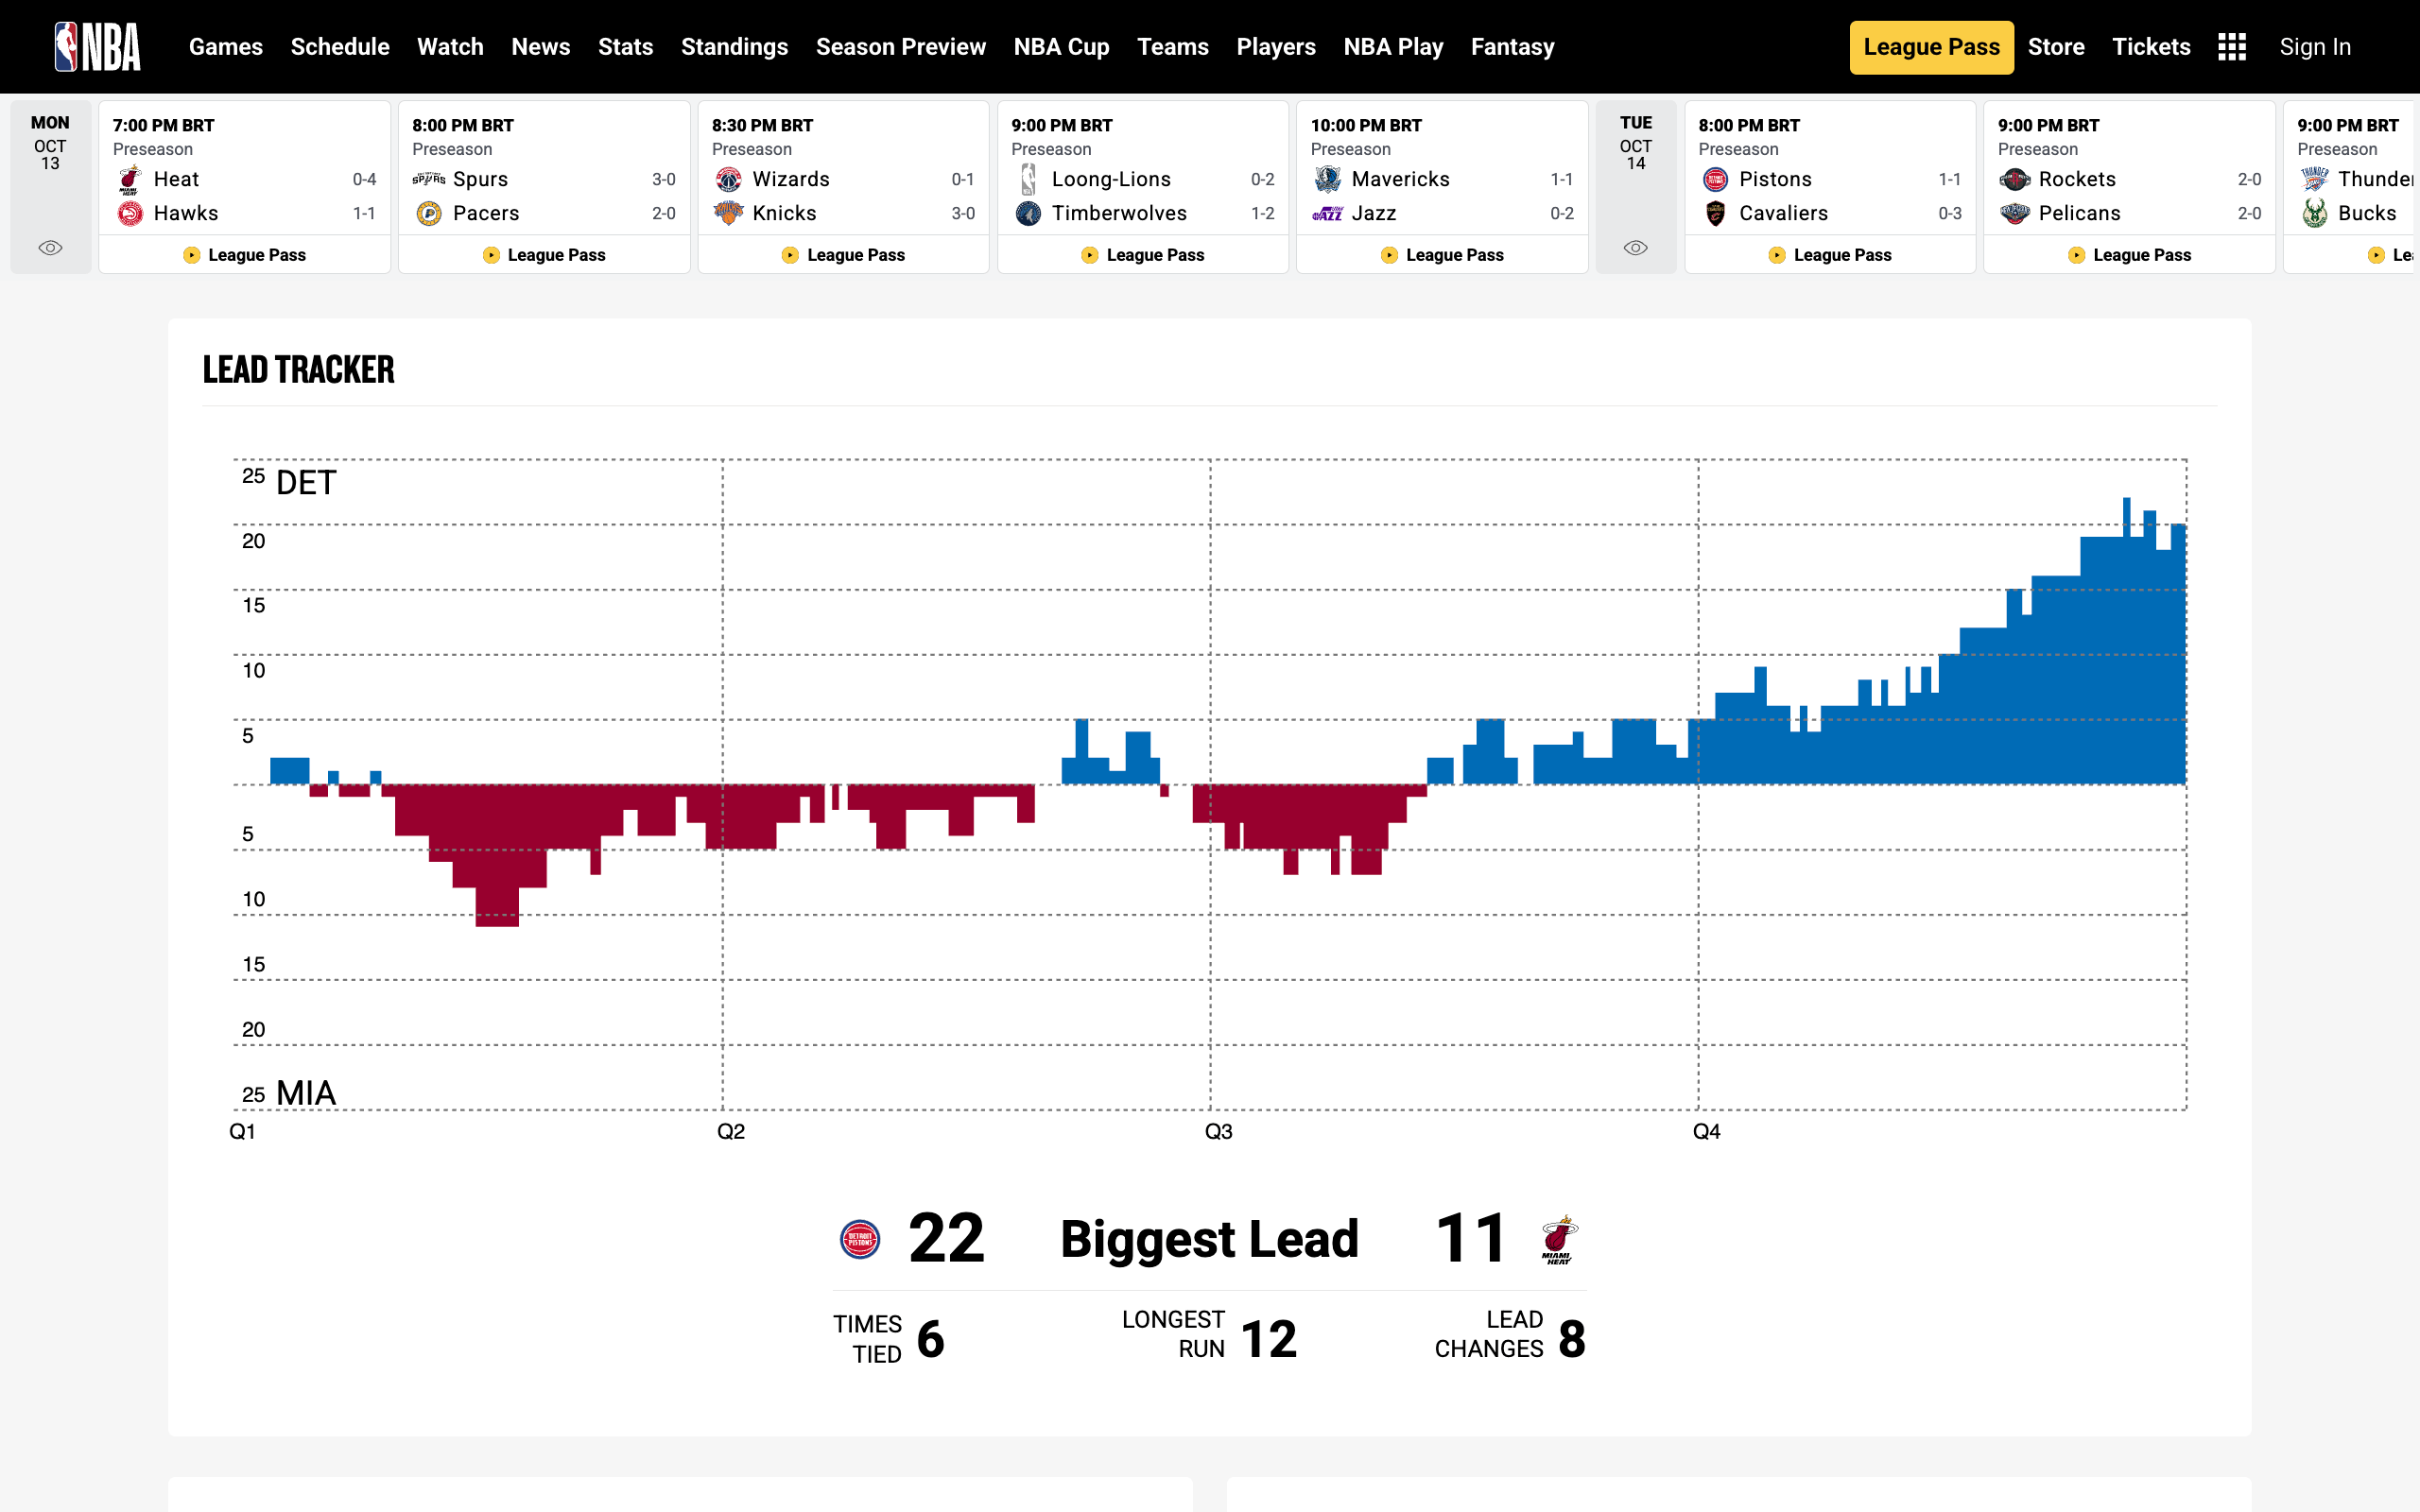 NBA Games Schedule Watch News Stats Standings Season Preview NBA Cup Teams Players NBA Play Fantasy League Pass Store Tickets Sign In
MON
OCT
13
7:00 PM BRT
Preseason
Heat 0-4
Hawks 1-1
League Pass
8:00 PM BRT
Preseason
Spurs 3-0
Pacers 2-0
League Pass
8:30 PM BRT
Preseason
Wizards 0-1
Knicks 3-0
League Pass
9:00 PM BRT
Preseason
Loong-Lions 0-2
Timberwolves 1-2
League Pass
10:00 PM BRT
Preseason
Mavericks 1-1
Jazz 0-2
League Pass
TUE
OCT
14
8:00 PM BRT
Preseason
Pistons 1-1
Cavaliers 0-3
League Pass
9:00 PM BRT
Preseason
Rockets 2-0
Pelicans 2-0
League Pass
9:00 PM BRT
Preseason
Thunder
Bucks
Le
LEAD TRACKER
25 DET
20
15
10
5
5
10
15
20
25 MIA
Q1 Q2 Q3 Q4
22 Biggest Lead 11
TIMES
TIED 6
LONGEST
RUN 12
LEAD
CHANGES 8